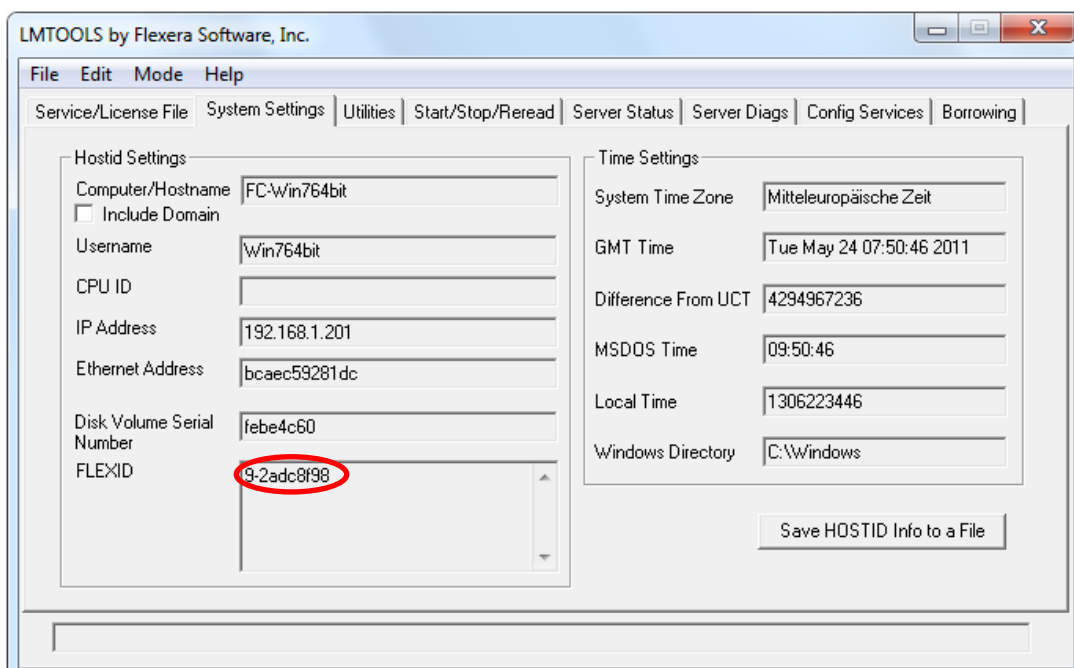 LMTOOLS by Flexera Software, Inc.
File Edit Mode Help
Service/License File System Settings Utilities Start/Stop/Reread Server Status Server Diags Config Services Borrowing
Hostid Settings
Computer/Hostname FC-Win764bit
Include Domain
Username Win764bit
CPU ID
IP Address 192.168.1.201
Ethernet Address bcaec59281dc
Disk Volume Serial
Number febe4c60
FLEXID 9-2adc8f98
Time Settings
System Time Zone Mitteleuropäische Zeit
GMT Time Tue May 24 07:50:46 2011
Difference From UCT 4294967236
MSDOS Time 09:50:46
Local Time 1306223446
Windows Directory C:\Windows
Save HOSTID Info to a File